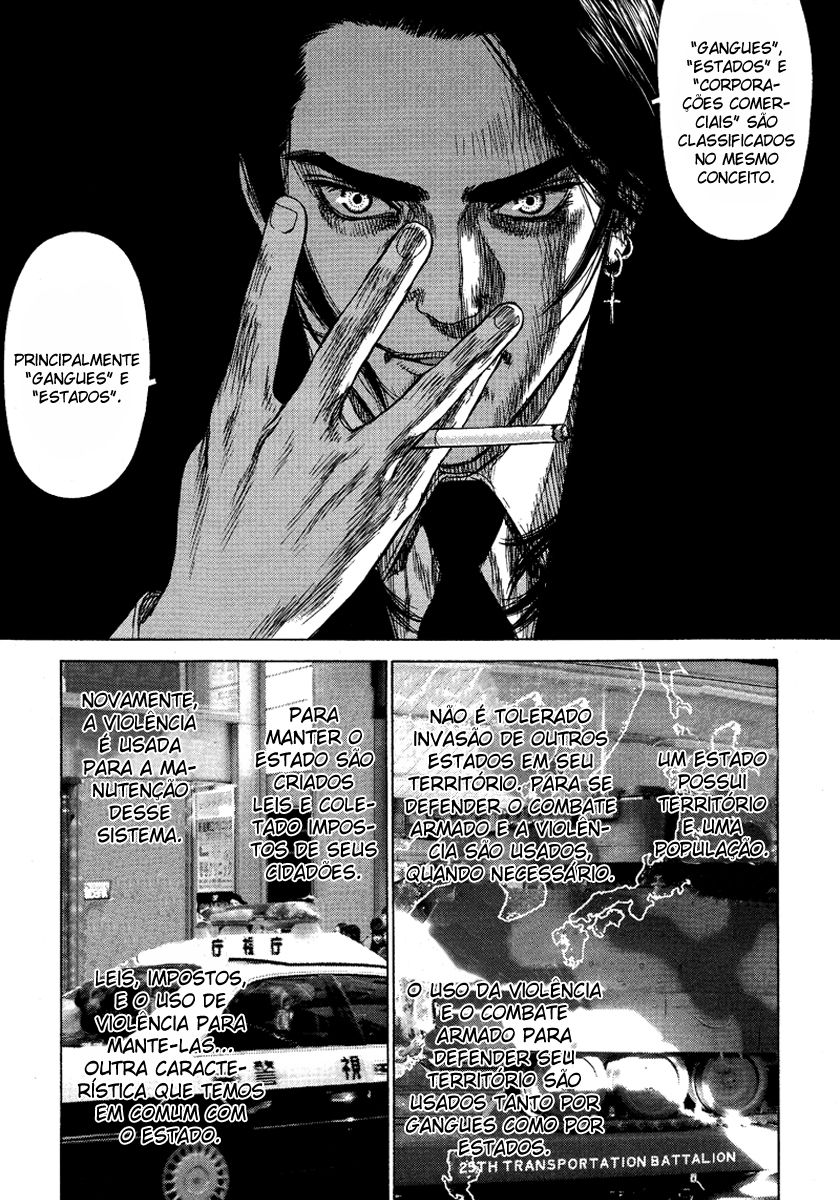 "GANGUES",
"ESTADOS" E
"CORPORA-
ÇÕES COMER-
CIAIS" SÃO
CLASSIFICADOS
NO MESMO
CONCEITO.
PRINCIPALMENTE
"GANGUES" E
"ESTADOS".
UM ESTADO
POSSUI
TERRITÓRIO
E UMA
POPULAÇÃO.
NÃO É TOLERADO
INVASÃO DE OUTROS
ESTADOS EM SEU
TERRITÓRIO. PARA SE
DEFENDER O COMBATE
ARMADO E A VIOLÊN-
CIA SÃO USADOS,
QUANDO NECESSÁRIO.
O USO DA VIOLÊNCIA
E O COMBATE
ARMADO PARA
DEFENDER SEU
TERRITÓRIO SÃO
USADOS TANTO POR
GANGUES COMO POR
ESTADOS.
25TH TRANSPORTATION BATTALION
PARA
MANTER O
ESTADO SÃO
CRIADOS
LEIS E COLE-
TADO IMPOS-
TOS DE SEUS
CIDADÕES.
NOVAMENTE,
A VIOLÊNCIA
É USADA
PARA A MA-
NUTENÇÃO
DESSE
SISTEMA.
庁視警
LEIS, IMPOSTOS,
E O USO DE
VIOLÊNCIA PARA
MANTE-LAS...
OUTRA CARACTE-
RÍSTICA QUE TEMOS
EM COMUM COM
O ESTADO.
警視